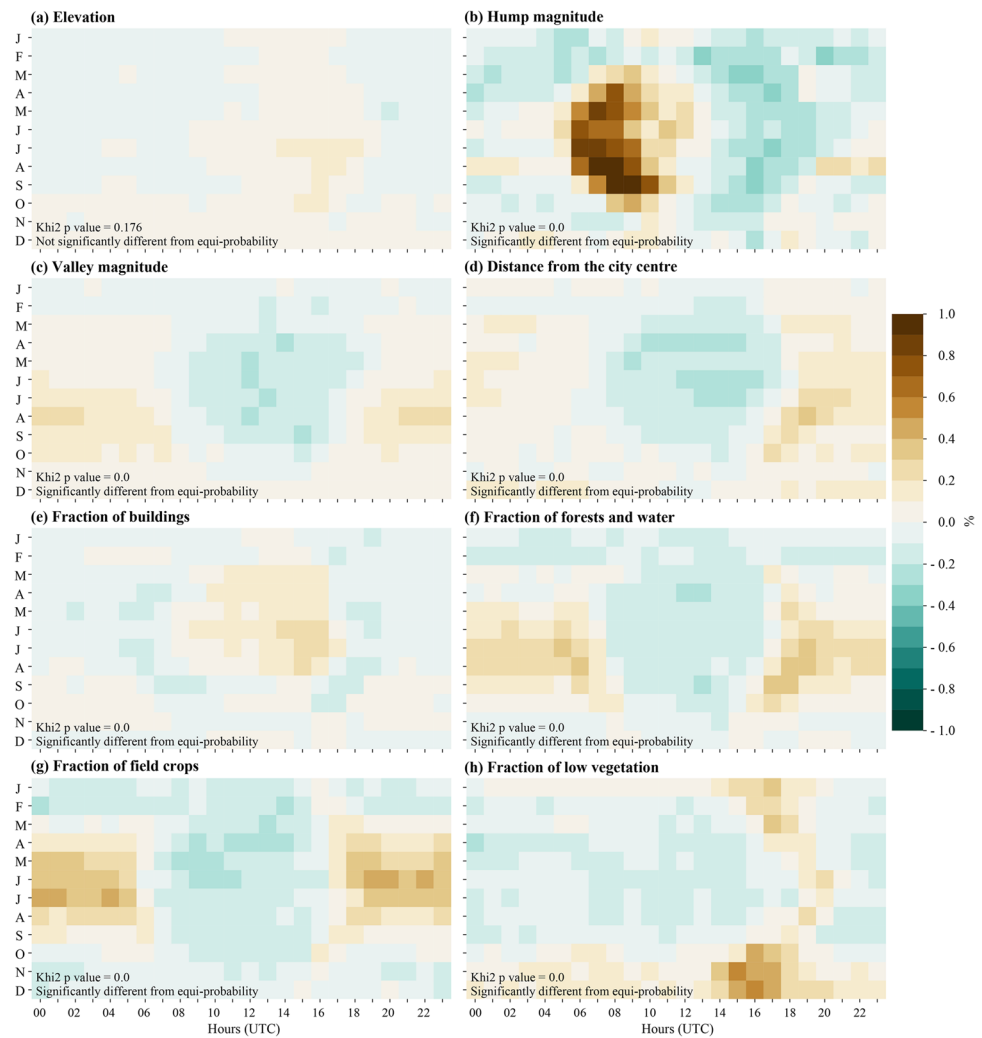 (a) Elevation
J
F
M
A
M
J
J
A
S
O
N
D
Khi2 p value = 0.176
Not significantly different from equi-probability
(b) Hump magnitude
Khi2 p value = 0.0
Significantly different from equi-probability
(c) Valley magnitude
J
F
M
A
M
J
J
A
S
O
N
D
Khi2 p value = 0.0
Significantly different from equi-probability
(d) Distance from the city centre
Khi2 p value = 0.0
Significantly different from equi-probability
(e) Fraction of buildings
J
F
M
A
M
J
J
A
S
O
N
D
Khi2 p value = 0.0
Significantly different from equi-probability
(f) Fraction of forests and water
Khi2 p value = 0.0
Significantly different from equi-probability
(g) Fraction of field crops
J
F
M
A
M
J
J
A
S
O
N
D
Khi2 p value = 0.0
Significantly different from equi-probability
00 02 04 06 08 10 12 14 16 18 20 22
Hours (UTC)
(h) Fraction of low vegetation
Khi2 p value = 0.0
Significantly different from equi-probability
00 02 04 06 08 10 12 14 16 18 20 22
Hours (UTC)
1.0
0.8
0.6
0.4
0.2
0.0
- 0.2
- 0.4
- 0.6
- 0.8
- 1.0
%